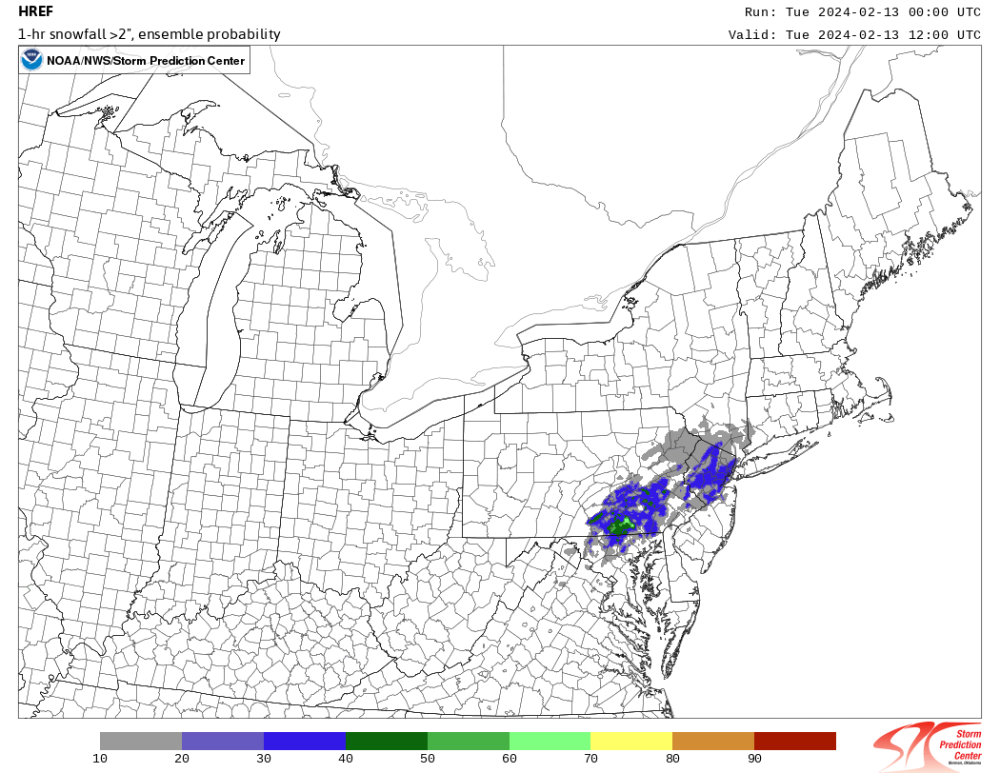 HREF
Run: Tue 2024-02-13 00:00 UTC
1-hr snowfall >2", ensemble probability
Valid: Tue 2024-02-13 12:00 UTC
NOAA/NWS/Storm Prediction Center
10 20 30 40 50 60 70 80 90
Storm
Prediction
Center
Norman, Oklahoma